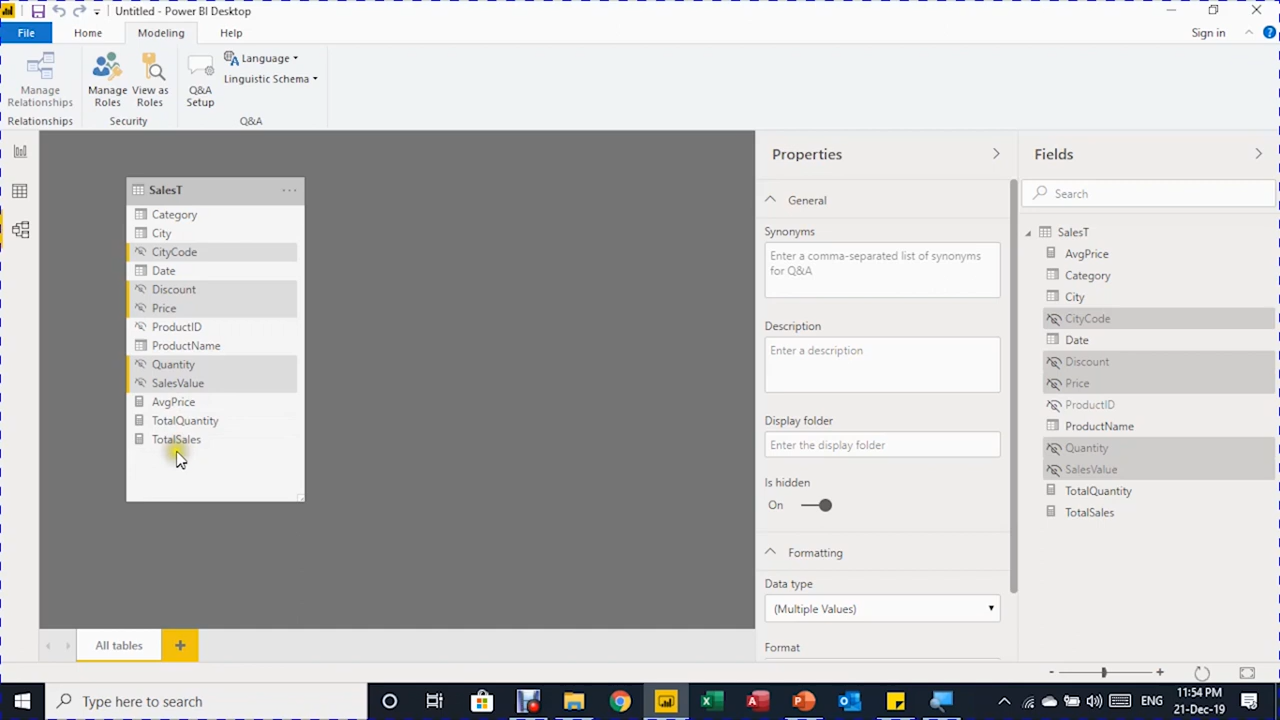 Untitled - Power BI Desktop
File Home Modeling Help Sign in
Manage Relationships
Manage Roles
View as Roles
Q&A Setup
Language
Linguistic Schema
Relationships Security Q&A
SalesT
Category
City
CityCode
Date
Discount
Price
ProductID
ProductName
Quantity
SalesValue
AvgPrice
TotalQuantity
TotalSales
Properties
General
Synonyms
Enter a comma-separated list of synonyms
for Q&A
Description
Enter a description
Display folder
Enter the display folder
Is hidden
On
Formatting
Data type
(Multiple Values)
Format
Fields
Search
SalesT
AvgPrice
Category
City
CityCode
Date
Discount
Price
ProductID
ProductName
Quantity
SalesValue
TotalQuantity
TotalSales
All tables
Type here to search
ENG
11:54 PM
21-Dec-19